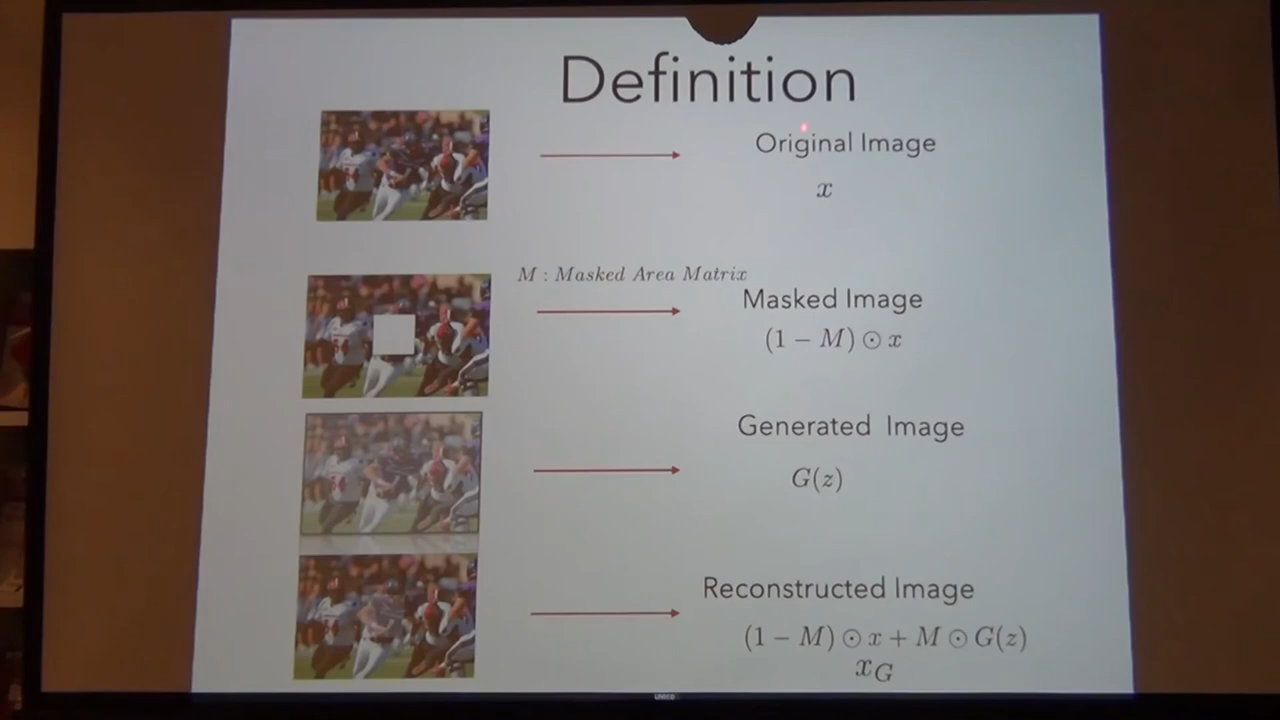 Definition
Original Image
x
M : Masked Area Matrix
Masked Image
(1 − M) ⊙ x
Generated Image
G(z)
Reconstructed Image
(1 − M) ⊙ x + M ⊙ G(z)
x_G